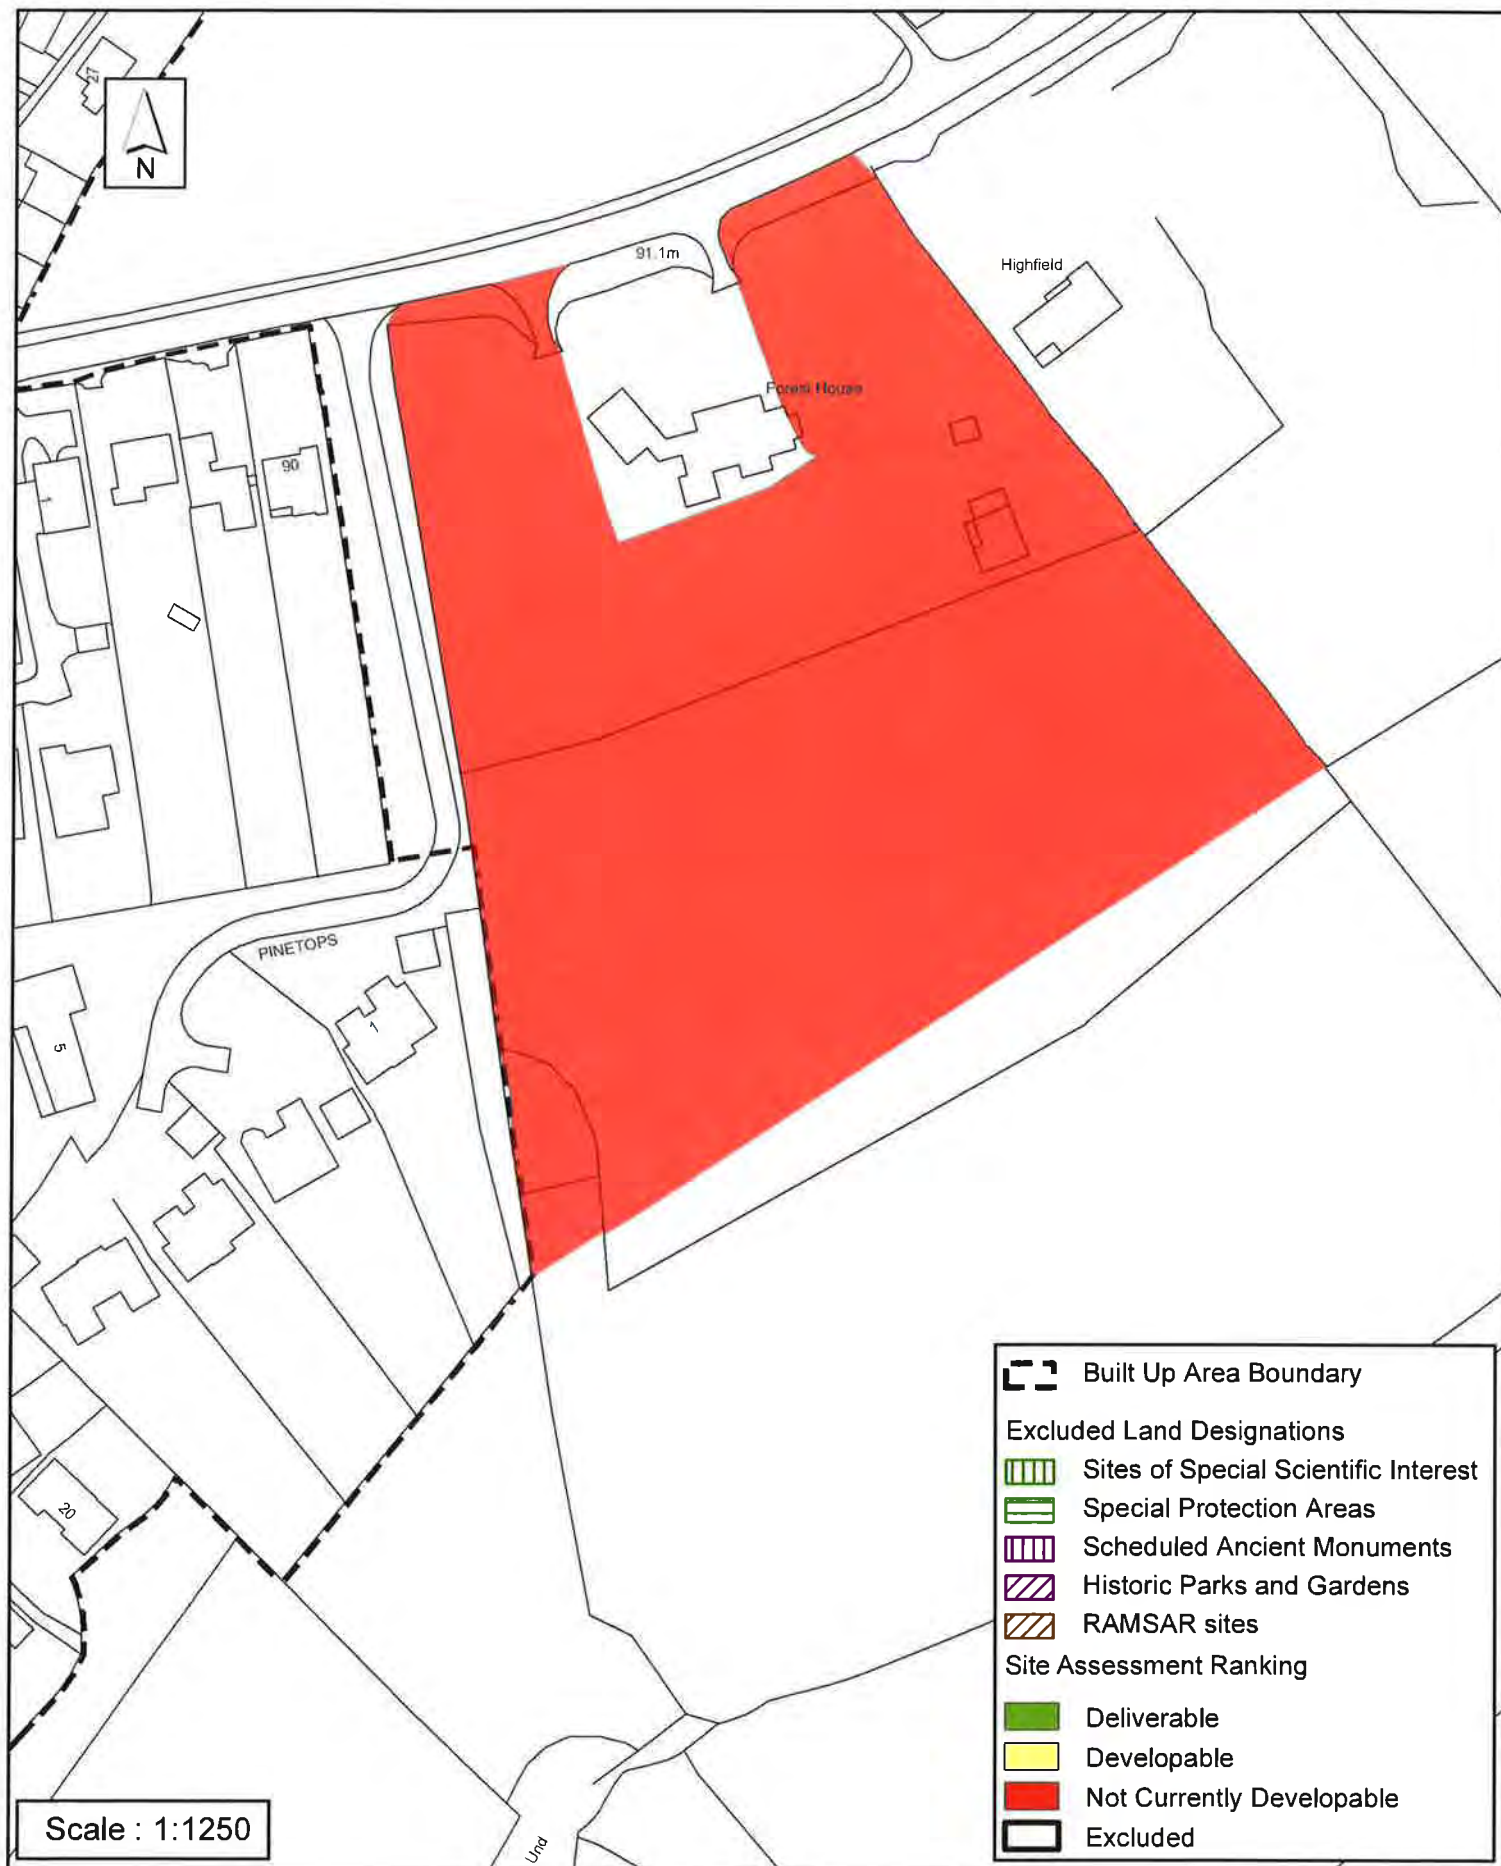 27
N
91.1m
Highfield
Forest House
90
1
PINETOPS
1
5
20
Und
Built Up Area Boundary
Excluded Land Designations
Sites of Special Scientific Interest
Special Protection Areas
Scheduled Ancient Monuments
Historic Parks and Gardens
RAMSAR sites
Site Assessment Ranking
Deliverable
Developable
Not Currently Developable
Excluded
Scale : 1:1250